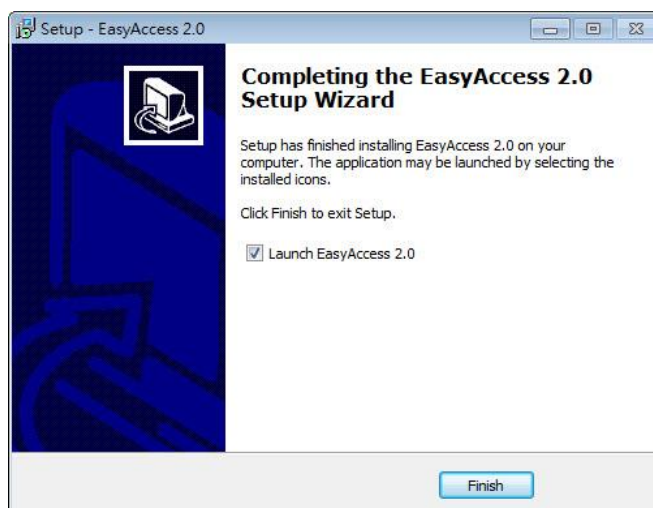 Setup - EasyAccess 2.0
Completing the EasyAccess 2.0
Setup Wizard
Setup has finished installing EasyAccess 2.0 on your
computer. The application may be launched by selecting the
installed icons.
Click Finish to exit Setup.
Launch EasyAccess 2.0
Finish